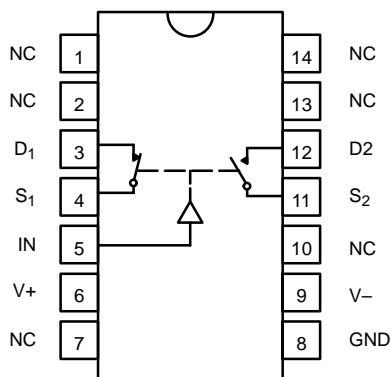 NC 1 14 NC
NC 2 13 NC
D1 3 12 D2
S1 4 11 S2
IN 5 10 NC
V+ 6 9 V–
NC 7 8 GND